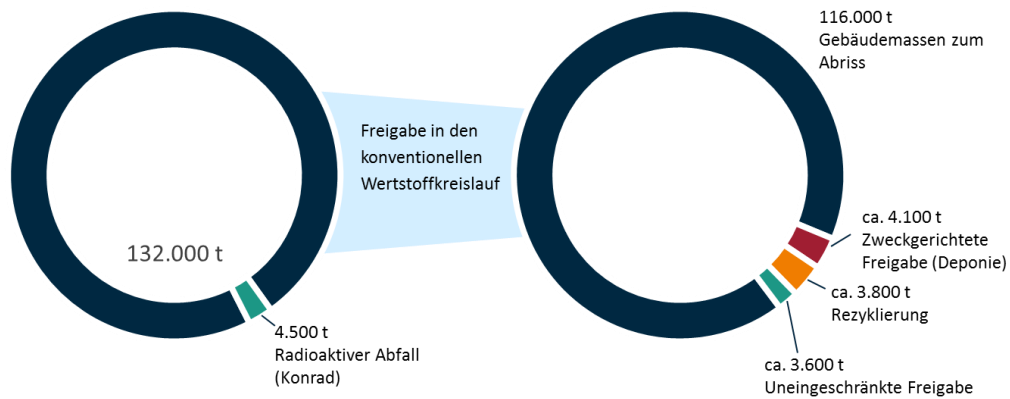 132.000 t
4.500 t
Radioaktiver Abfall
(Konrad)
Freigabe in den
konventionellen
Wertstoffkreislauf
116.000 t
Gebäudemassen zum
Abriss
ca. 4.100 t
Zweckgerichtete
Freigabe (Deponie)
ca. 3.800 t
Rezyklierung
ca. 3.600 t
Uneingeschränkte Freigabe